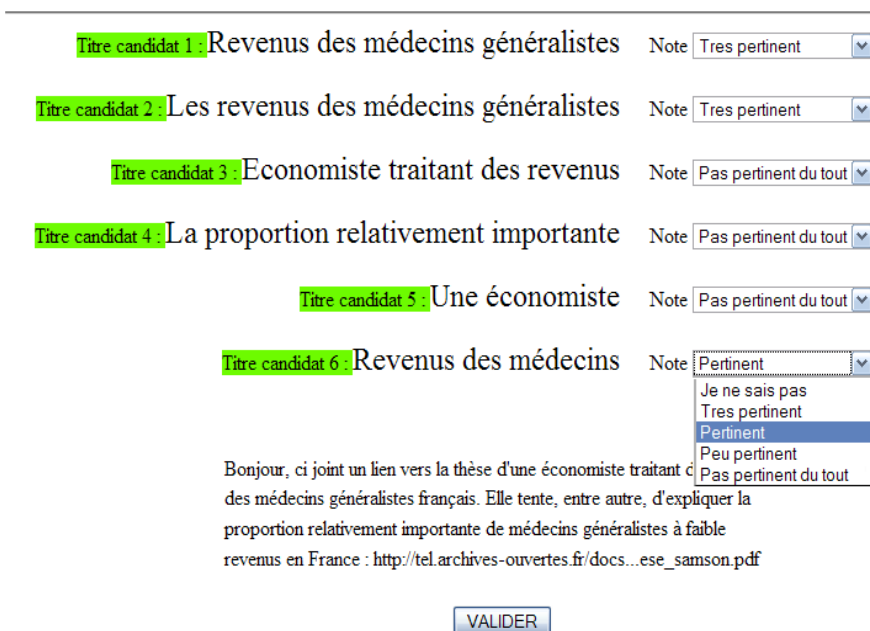 Titre candidat 1 : Revenus des médecins généralistes Note Tres pertinent
Titre candidat 2 : Les revenus des médecins généralistes Note Tres pertinent
Titre candidat 3 : Economiste traitant des revenus Note Pas pertinent du tout
Titre candidat 4 : La proportion relativement importante Note Pas pertinent du tout
Titre candidat 5 : Une économiste Note Pas pertinent du tout
Titre candidat 6 : Revenus des médecins Note Pertinent
Je ne sais pas
Tres pertinent
Pertinent
Peu pertinent
Pas pertinent du tout
Bonjour, ci joint un lien vers la thèse d'une économiste traitant
des médecins généralistes français. Elle tente, entre autre, d'expliquer la
proportion relativement importante de médecins généralistes à faible
revenus en France : http://tel.archives-ouvertes.fr/docs...ese_samson.pdf
VALIDER